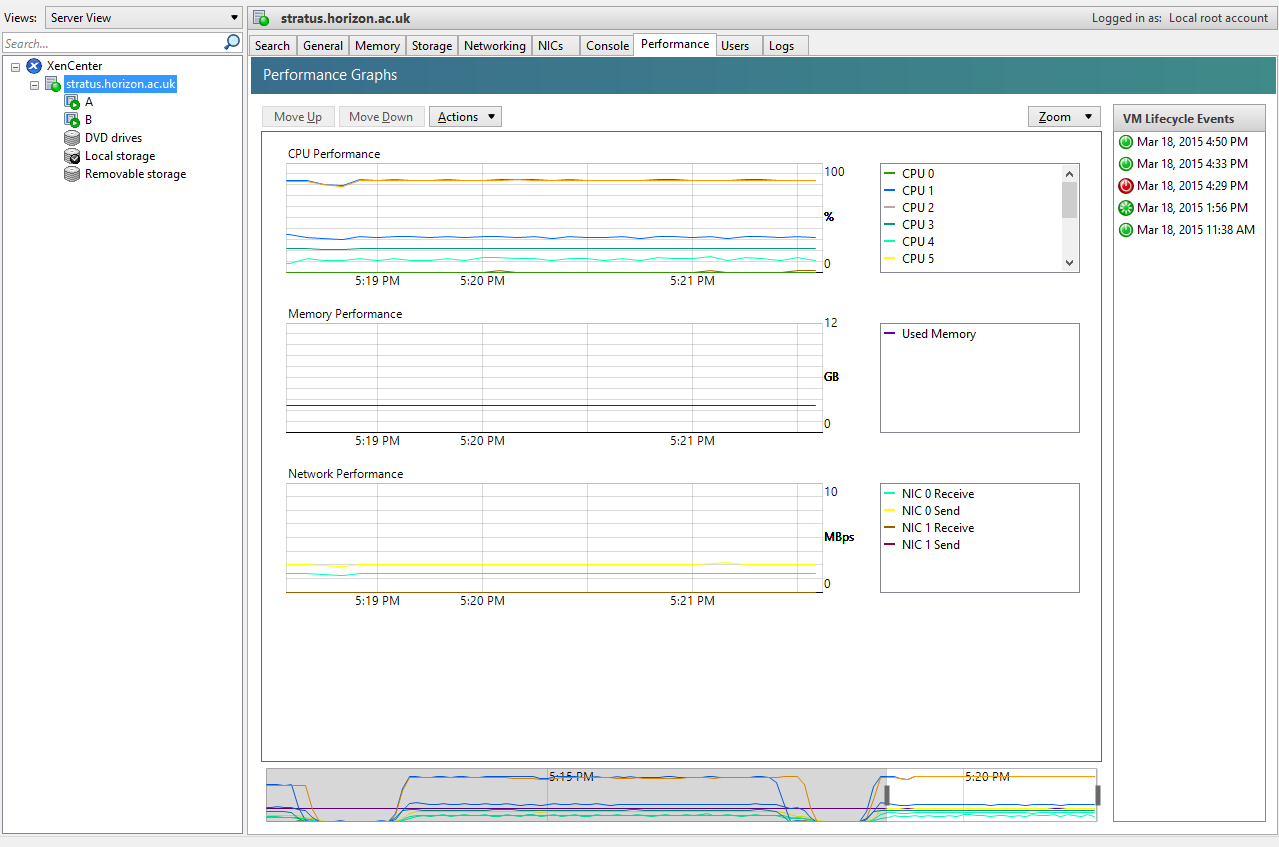 Views: Server View
stratus.horizon.ac.uk
Logged in as: Local root account
Search...
Search General Memory Storage Networking NICs Console Performance Users Logs
XenCenter
stratus.horizon.ac.uk
A
B
DVD drives
Local storage
Removable storage
Performance Graphs
Move Up Move Down Actions Zoom
CPU Performance
100
%
0
5:19 PM 5:20 PM 5:21 PM
CPU 0
CPU 1
CPU 2
CPU 3
CPU 4
CPU 5
Memory Performance
12
GB
0
5:19 PM 5:20 PM 5:21 PM
Used Memory
Network Performance
10
MBps
0
5:19 PM 5:20 PM 5:21 PM
NIC 0 Receive
NIC 0 Send
NIC 1 Receive
NIC 1 Send
5:15 PM 5:20 PM
VM Lifecycle Events
Mar 18, 2015 4:50 PM
Mar 18, 2015 4:33 PM
Mar 18, 2015 4:29 PM
Mar 18, 2015 1:56 PM
Mar 18, 2015 11:38 AM